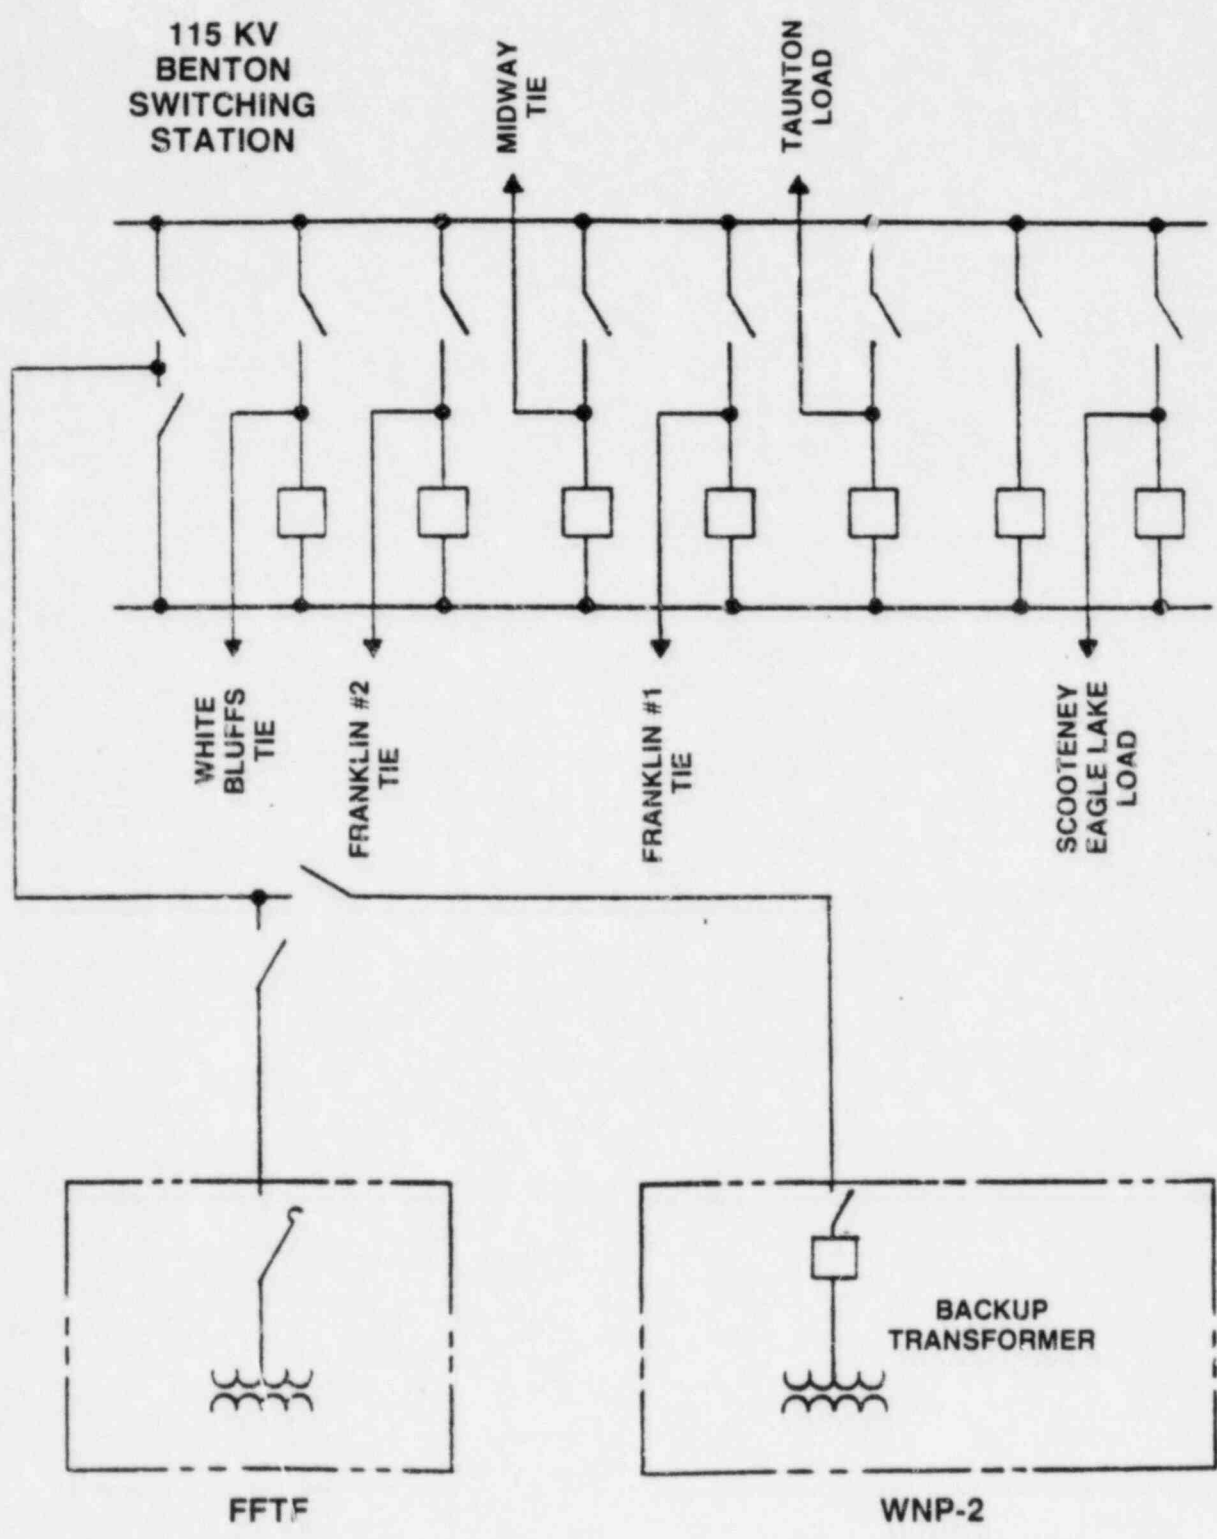 115 KV
BENTON
SWITCHING
STATION
MIDWAY
TIE
TAUNTON
LOAD
WHITE
BLUFFS
TIE
FRANKLIN #2
TIE
FRANKLIN #1
TIE
SCOOTENEY
EAGLE LAKE
LOAD
BACKUP
TRANSFORMER
FFTF
WNP-2